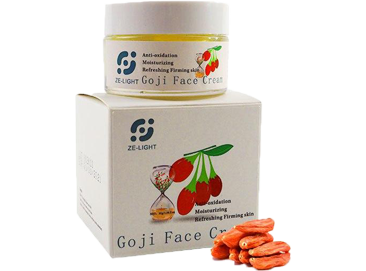 ZE-LIGHT
Anti-oxidation
Moisturizing
Refreshing Firming skin
Goji Face Cream
ZE-LIGHT
Anti-oxidation
Moisturizing
Refreshing Firming skin
Goji Face Cr